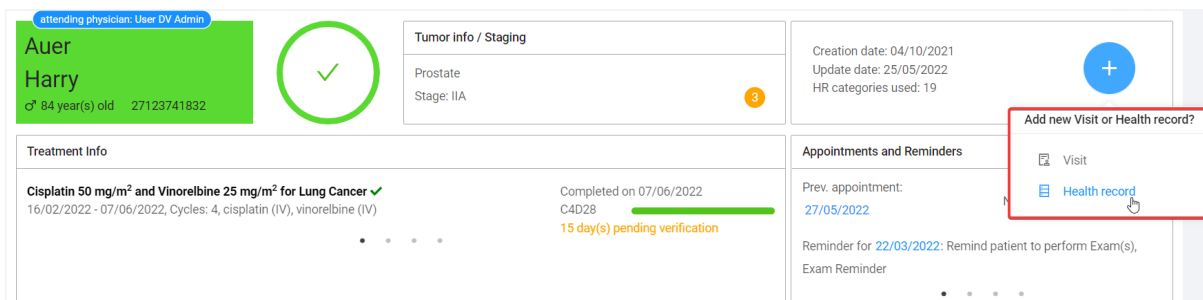 attending physician: User DV Admin
Auer
Harry
♂ 84 year(s) old 27123741832
Tumor info / Staging
Prostate
Stage: IIA
3
Creation date: 04/10/2021
Update date: 25/05/2022
HR categories used: 19
+
Add new Visit or Health record?
Visit
Health record
Treatment Info
Cisplatin 50 mg/m² and Vinorelbine 25 mg/m² for Lung Cancer ✓
16/02/2022 - 07/06/2022, Cycles: 4, cisplatin (IV), vinorelbine (IV)
Completed on 07/06/2022
C4D28
15 day(s) pending verification
Appointments and Reminders
Prev. appointment:
27/05/2022
Reminder for 22/03/2022: Remind patient to perform Exam(s),
Exam Reminder